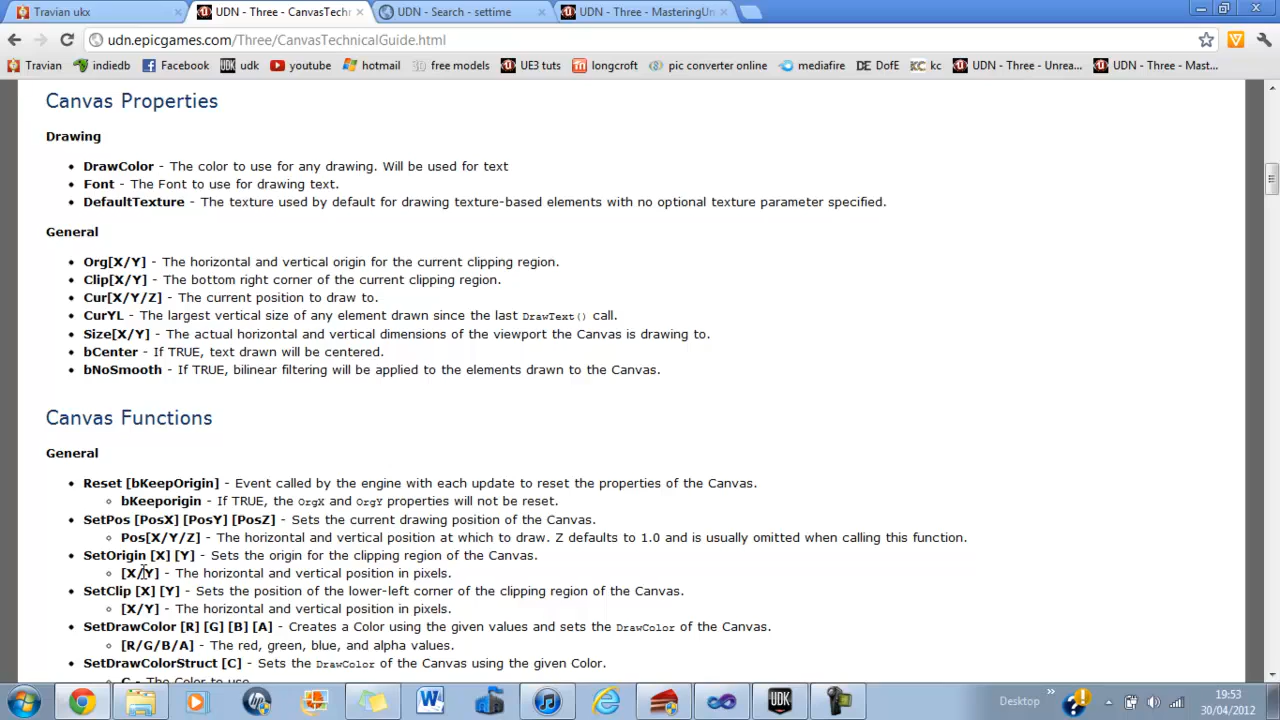 Travian ukx
UDN - Three - CanvasTechn
UDN - Search - settime
UDN - Three - MasteringUn
udn.epicgames.com/Three/CanvasTechnicalGuide.html
Travian indiedb Facebook udk youtube hotmail free models UE3 tuts longcroft pic converter online mediafire DE DofE KC kc UDN - Three - Unrea... UDN - Three - Mast...
Canvas Properties
Drawing
• DrawColor - The color to use for any drawing. Will be used for text
• Font - The Font to use for drawing text.
• DefaultTexture - The texture used by default for drawing texture-based elements with no optional texture parameter specified.
General
• Org[X/Y] - The horizontal and vertical origin for the current clipping region.
• Clip[X/Y] - The bottom right corner of the current clipping region.
• Cur[X/Y/Z] - The current position to draw to.
• CurYL - The largest vertical size of any element drawn since the last DrawText() call.
• Size[X/Y] - The actual horizontal and vertical dimensions of the viewport the Canvas is drawing to.
• bCenter - If TRUE, text drawn will be centered.
• bNoSmooth - If TRUE, bilinear filtering will be applied to the elements drawn to the Canvas.
Canvas Functions
General
• Reset [bKeepOrigin] - Event called by the engine with each update to reset the properties of the Canvas.
◦ bKeeporigin - If TRUE, the OrgX and OrgY properties will not be reset.
• SetPos [PosX] [PosY] [PosZ] - Sets the current drawing position of the Canvas.
◦ Pos[X/Y/Z] - The horizontal and vertical position at which to draw. Z defaults to 1.0 and is usually omitted when calling this function.
• SetOrigin [X] [Y] - Sets the origin for the clipping region of the Canvas.
◦ [X/Y] - The horizontal and vertical position in pixels.
• SetClip [X] [Y] - Sets the position of the lower-left corner of the clipping region of the Canvas.
◦ [X/Y] - The horizontal and vertical position in pixels.
• SetDrawColor [R] [G] [B] [A] - Creates a Color using the given values and sets the DrawColor of the Canvas.
◦ [R/G/B/A] - The red, green, blue, and alpha values.
• SetDrawColorStruct [C] - Sets the DrawColor of the Canvas using the given Color.
◦ C - The Color to use
Desktop
19:53
30/04/2012